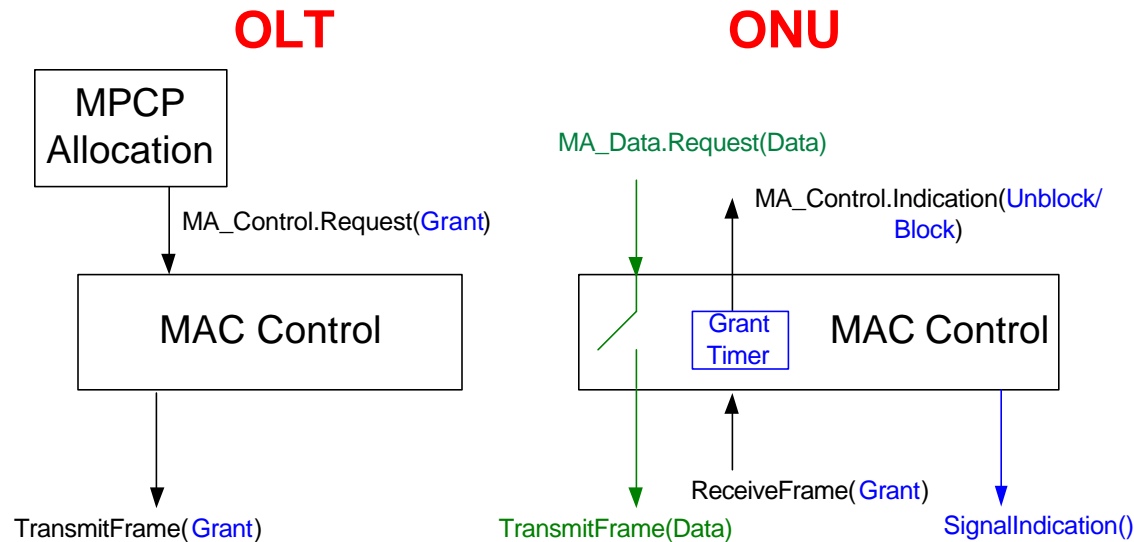 OLT
ONU
MPCP
Allocation
MA_Control.Request(Grant)
MAC Control
TransmitFrame( Grant)
MA_Data.Request(Data)
MA_Control.Indication(Unblock/
Block)
Grant
Timer
MAC Control
ReceiveFrame( Grant)
TransmitFrame(Data)
SignalIndication()